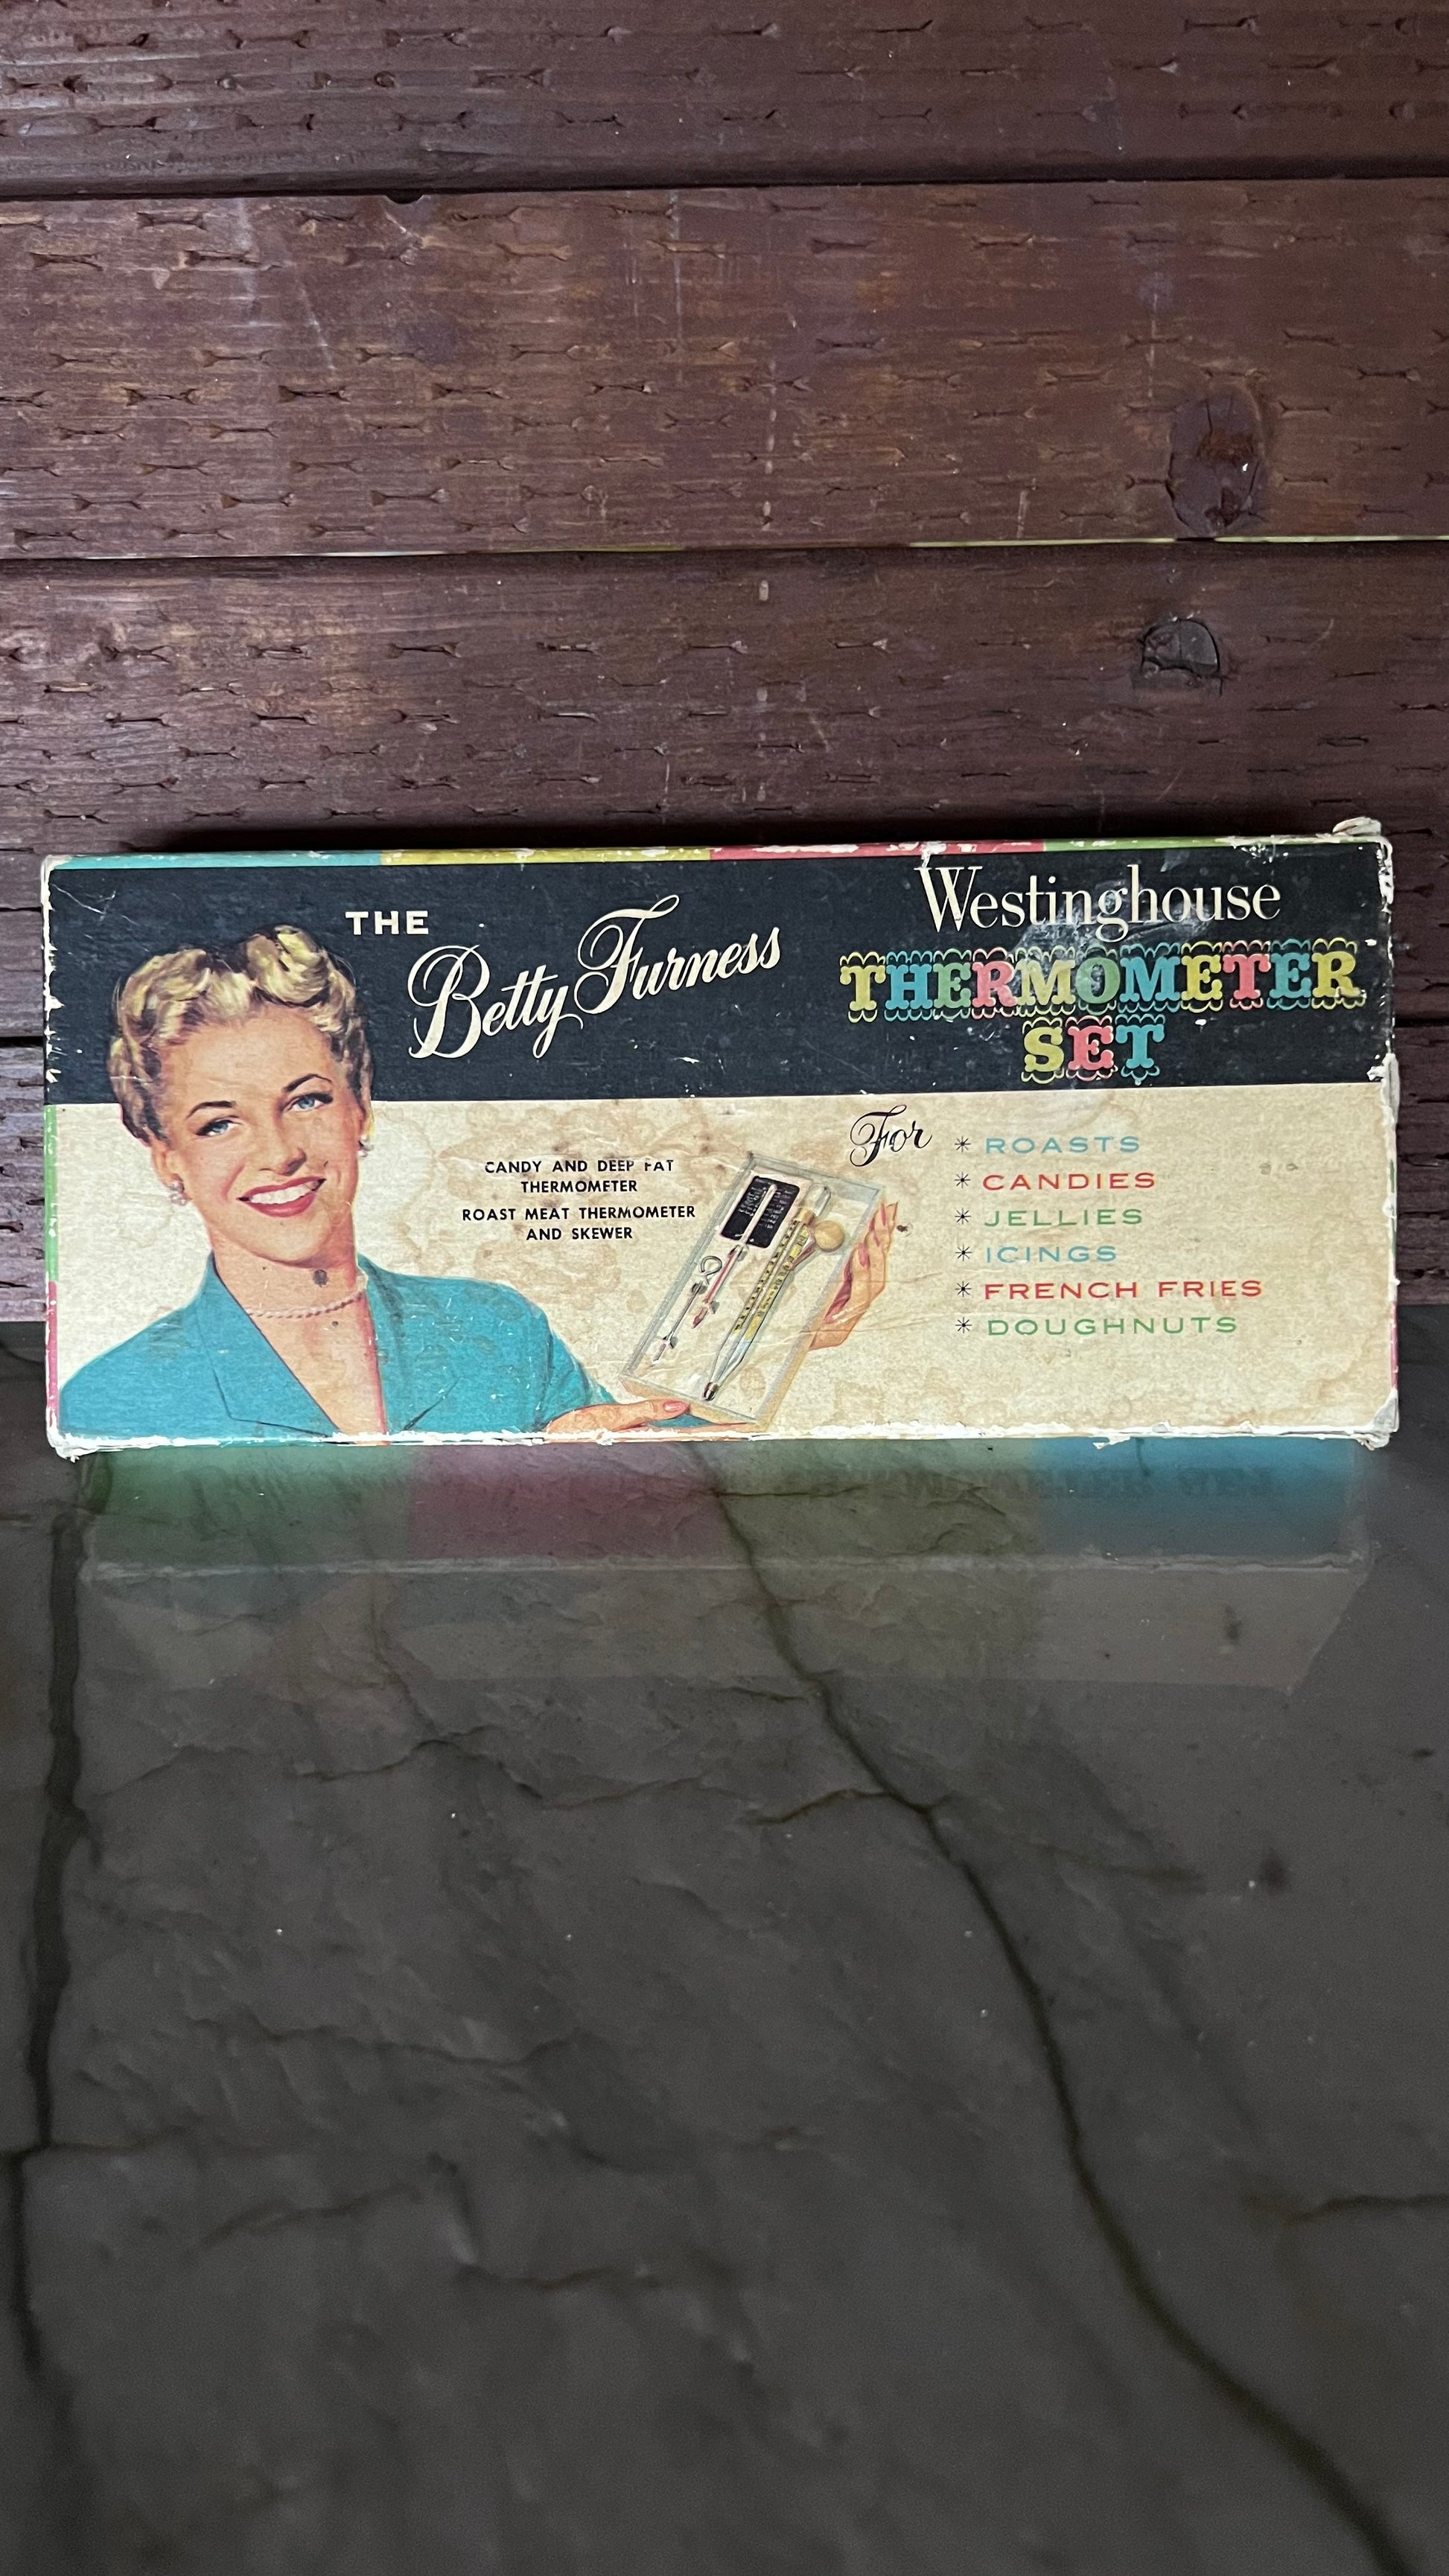 THE
Betty Furness
Westinghouse
THERMOMETER
SET
CANDY AND DEEP FAT
THERMOMETER
ROAST MEAT THERMOMETER
AND SKEWER
For
* ROASTS
* CANDIES
* JELLIES
* ICINGS
* FRENCH FRIES
* DOUGHNUTS